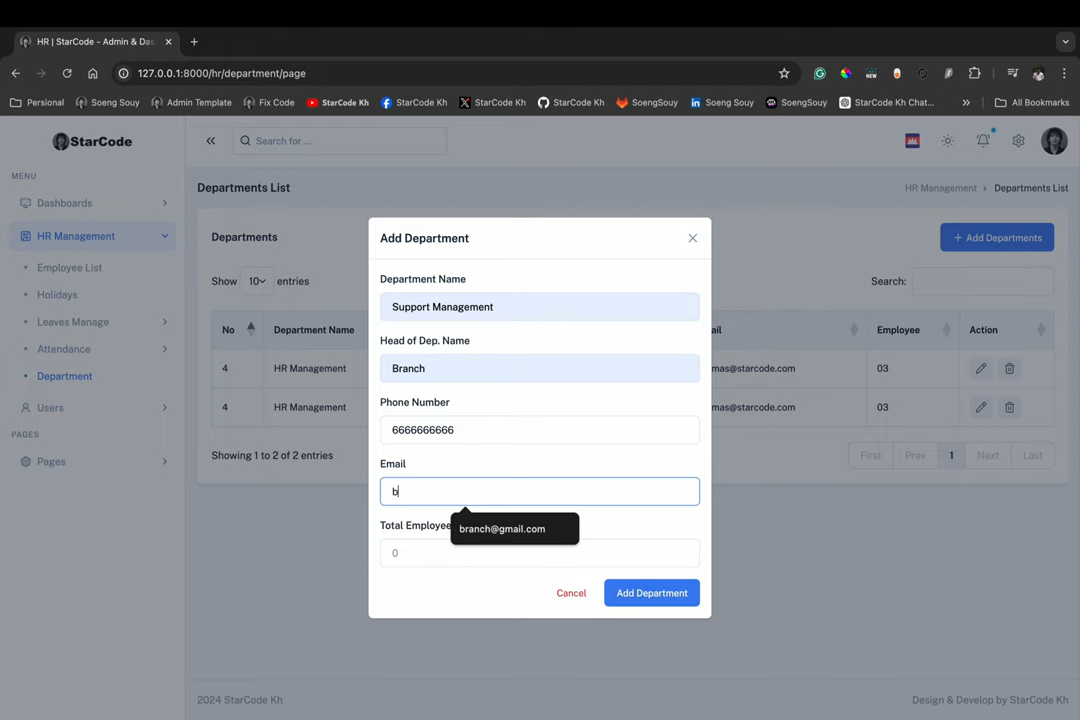 HR | StarCode - Admin & Das
127.0.0.1:8000/hr/department/page
NEW
Personal
Soeng Souy
Admin Template
Fix Code
StarCode Kh
StarCode Kh
StarCode Kh
StarCode Kh
SoengSouy
Soeng Souy
SoengSouy
StarCode Kh Chat...
All Bookmarks
StarCode
Search for ...
MENU
Dashboards
HR Management
Employee List
Holidays
Leaves Manage
Attendance
Department
Users
PAGES
Pages
Departments List
HR Management
Departments List
Departments
Add Departments
Show 10 entries
Search:
No
Department Name
ail
Employee
Action
4
HR Management
mas@starcode.com
03
4
HR Management
mas@starcode.com
03
Showing 1 to 2 of 2 entries
First
Prev
1
Next
Last
Add Department
Department Name
Support Management
Head of Dep. Name
Branch
Phone Number
6666666666
Email
b
branch@gmail.com
Total Employee
0
Cancel
Add Department
2024 StarCode Kh
Design & Develop by StarCode Kh